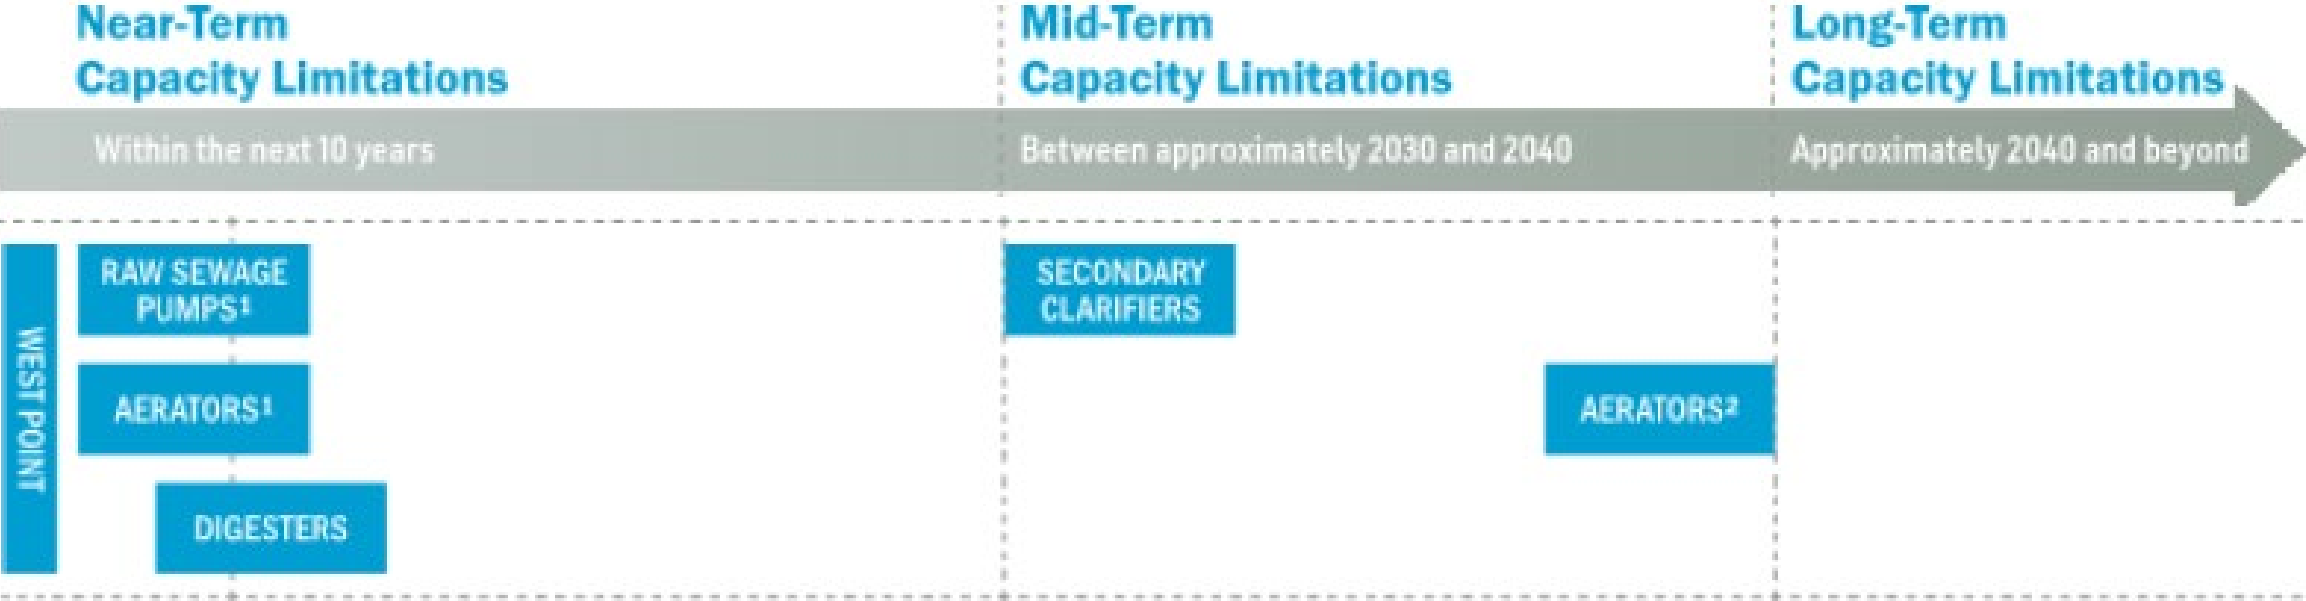 Near-Term
Capacity Limitations
Mid-Term
Capacity Limitations
Long-Term
Capacity Limitations
Within the next 10 years
Between approximately 2030 and 2040
Approximately 2040 and beyond
WEST POINT
RAW SEWAGE
PUMPS¹
SECONDARY
CLARIFIERS
AERATORS¹
AERATORS²
DIGESTERS